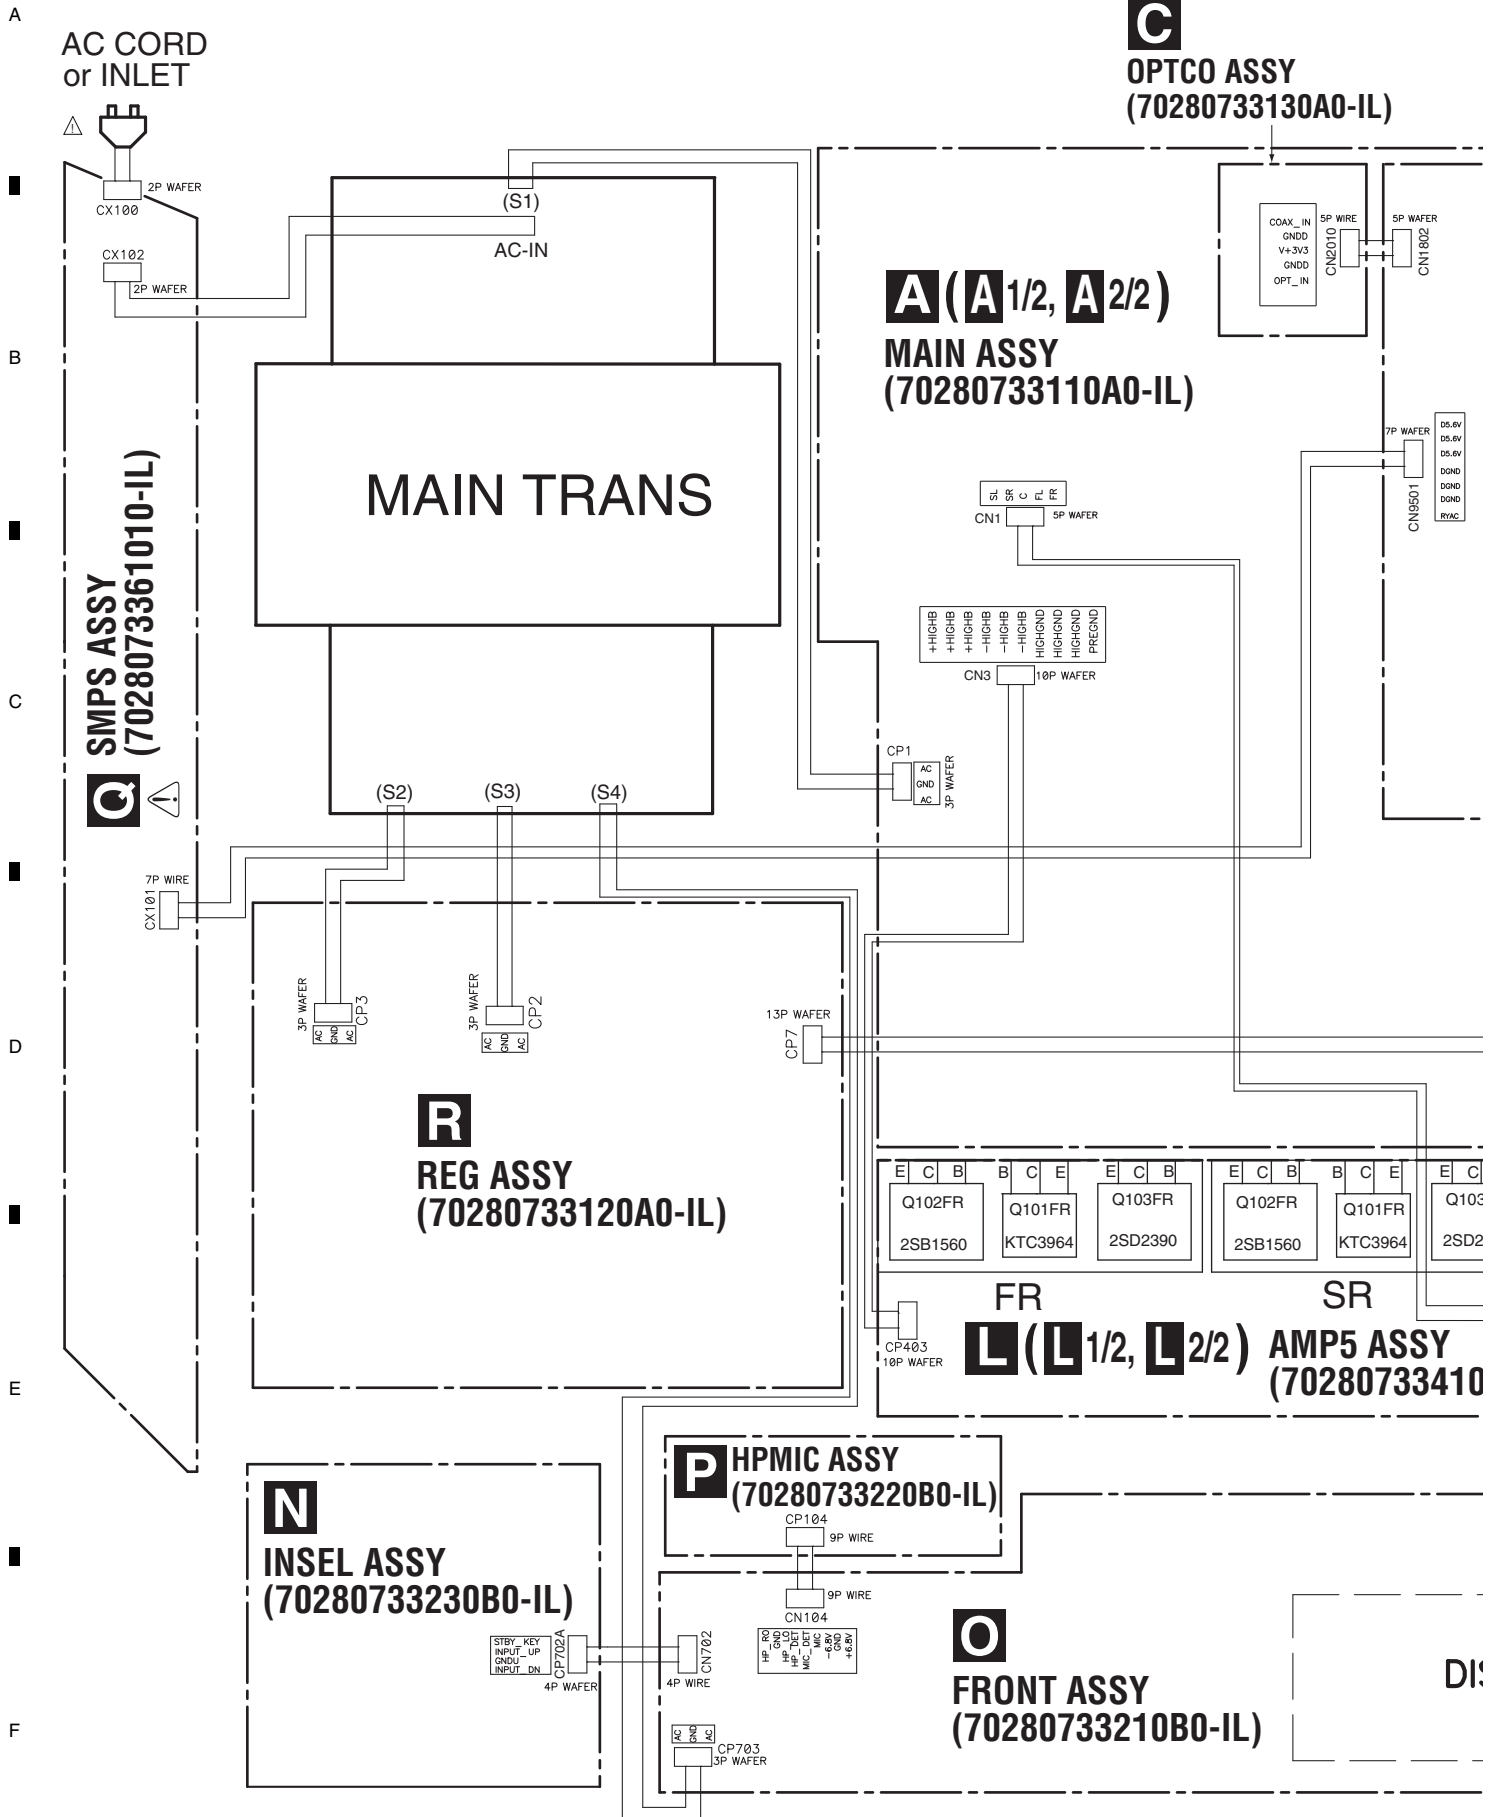 A
AC CORD
or INLET
2P WAFER
CX100
CX102
2P WAFER
(S1)
AC-IN
C
OPTCO ASSY
(70280733130A0-IL)
COAX_IN
GNDD
V+3V3
GNDD
OPT_IN
5P WIRE
CN2010
5P WAFER
CN1802
A (A 1/2, A 2/2)
MAIN ASSY
(70280733110A0-IL)
B
MAIN TRANS
7P WAFER
CN9501
D5.6V
D5.6V
D5.6V
DGND
DGND
DGND
RYAC
SL
SR
C
FL
FR
CN1
5P WAFER
SMPS ASSY
(7028073361010-IL)
Q
+HIGHB
+HIGHB
+HIGHB
-HIGHB
-HIGHB
-HIGHB
HIGHGND
HIGHGND
HIGHGND
PREGND
CN3
10P WAFER
C
CP1
AC
GND
AC
3P WAFER
(S2)
(S3)
(S4)
7P WIRE
CX101
3P WAFER
CP3
AC
GND
AC
3P WAFER
CP2
AC
GND
AC
13P WAFER
CP7
D
R
REG ASSY
(70280733120A0-IL)
E C B
B C E
E C B
E C B
B C E
E C
Q102FR
2SB1560
Q101FR
KTC3964
Q103FR
2SD2390
Q102FR
2SB1560
Q101FR
KTC3964
Q103
2SD2
FR
SR
CP403
10P WAFER
L (L 1/2, L 2/2) AMP5 ASSY
(70280733410
E
P HPMIC ASSY
(70280733220B0-IL)
CP104
9P WIRE
N
INSEL ASSY
(70280733230B0-IL)
9P WIRE
CN104
HP_RO
GND
HP_LO
HP_DET
MIC_DET
MIC
-6.8V
GND
+6.8V
STBY_KEY
INPUT_UP
GNDU
INPUT_DN
CP702A
4P WAFER
CN702
4P WIRE
O
FRONT ASSY
(70280733210B0-IL)
DIS
F
AC
GND
AC
CP703
3P WAFER